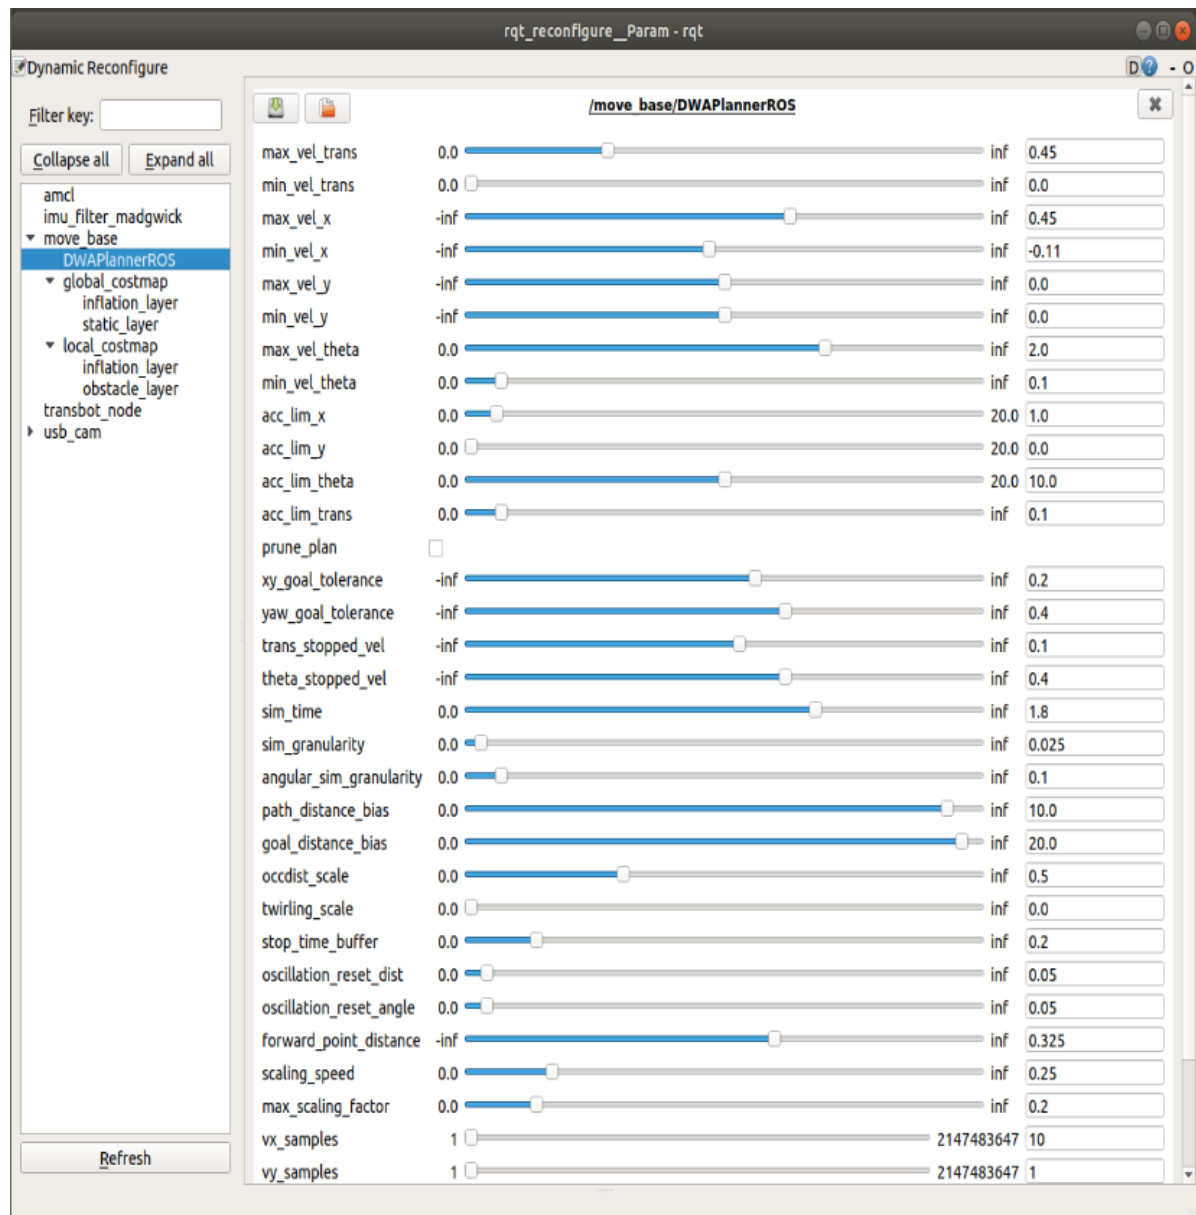 rqt_reconfigure__Param - rqt
Dynamic Reconfigure
D - O
Filter key:
Collapse all Expand all
amcl
imu_filter_madgwick
move_base
DWAPlannerROS
global_costmap
inflation_layer
static_layer
local_costmap
inflation_layer
obstacle_layer
transbot_node
usb_cam
Refresh
/move_base/DWAPlannerROS
max_vel_trans 0.0 inf 0.45
min_vel_trans 0.0 inf 0.0
max_vel_x -inf inf 0.45
min_vel_x -inf inf -0.11
max_vel_y -inf inf 0.0
min_vel_y -inf inf 0.0
max_vel_theta 0.0 inf 2.0
min_vel_theta 0.0 inf 0.1
acc_lim_x 0.0 20.0 1.0
acc_lim_y 0.0 20.0 0.0
acc_lim_theta 0.0 20.0 10.0
acc_lim_trans 0.0 inf 0.1
prune_plan
xy_goal_tolerance -inf inf 0.2
yaw_goal_tolerance -inf inf 0.4
trans_stopped_vel -inf inf 0.1
theta_stopped_vel -inf inf 0.4
sim_time 0.0 inf 1.8
sim_granularity 0.0 inf 0.025
angular_sim_granularity 0.0 inf 0.1
path_distance_bias 0.0 inf 10.0
goal_distance_bias 0.0 inf 20.0
occdist_scale 0.0 inf 0.5
twirling_scale 0.0 inf 0.0
stop_time_buffer 0.0 inf 0.2
oscillation_reset_dist 0.0 inf 0.05
oscillation_reset_angle 0.0 inf 0.05
forward_point_distance -inf inf 0.325
scaling_speed 0.0 inf 0.25
max_scaling_factor 0.0 inf 0.2
vx_samples 1 2147483647 10
vy_samples 1 2147483647 1